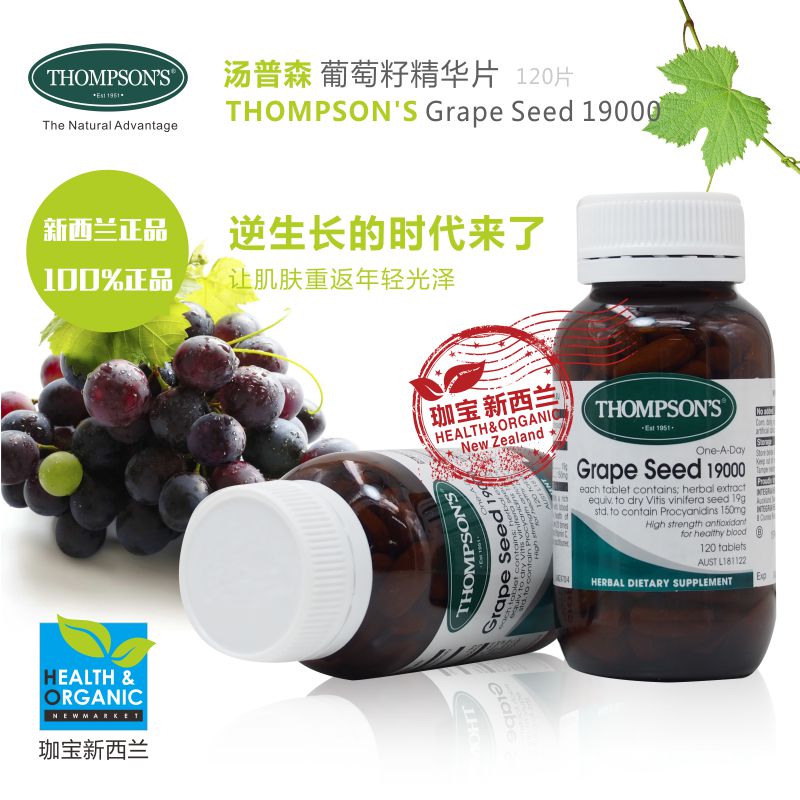 THOMPSON'S®
•Est 1951•
The Natural Advantage
汤普森 葡萄籽精华片 120片
THOMPSON'S Grape Seed 19000
新西兰正品
100%正品
逆生长的时代来了
让肌肤重返年轻光泽
珈宝 新西兰
HEALTH&ORGANIC
New Zealand
THOMPSON'S®
•Est 1951•
One-A-Day
Grape Seed 19000
each tablet contains; herbal extract
equiv. to dry Vitis vinifera seed 19g
std. to contain Procyanidins 150mg
High strength antioxidant
for healthy blood
120 tablets
AUST L181122
HERBAL DIETARY SUPPLEMENT
Exp
THOMPSON'S
Grape Seed
HEALTH &
ORGANIC
NEWMARKET
珈宝新西兰